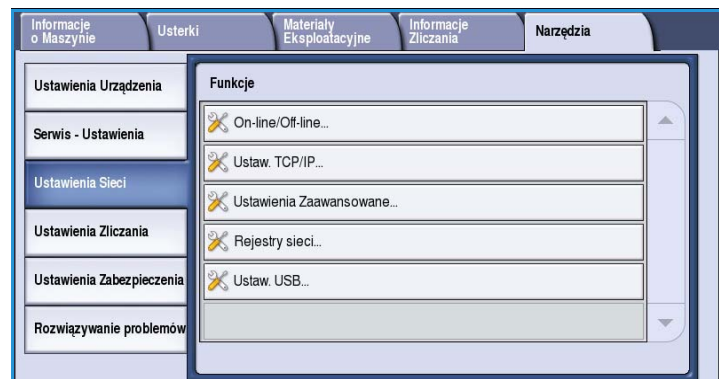 Informacje
o Maszynie
Usterki
Materiały
Eksploatacyjne
Informacje
Zliczania
Narzędzia
Ustawienia Urządzenia
Serwis - Ustawienia
Ustawienia Sieci
Ustawienia Zliczania
Ustawienia Zabezpieczenia
Rozwiązywanie problemów
Funkcje
On-line/Off-line...
Ustaw. TCP/IP...
Ustawienia Zaawansowane...
Rejestry sieci...
Ustaw. USB...